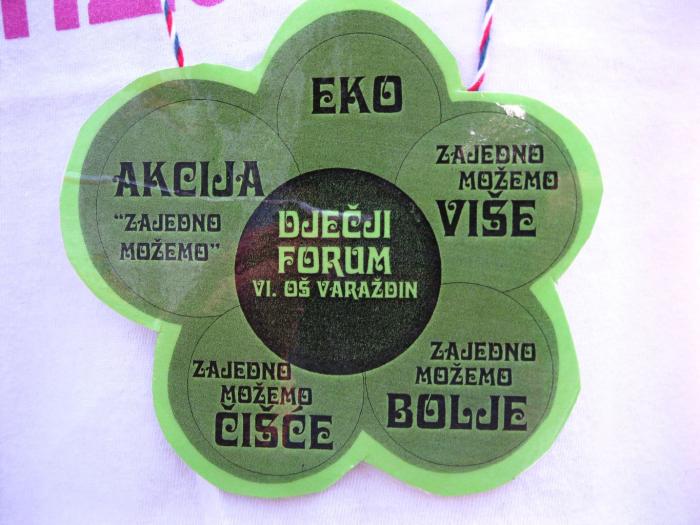 EKO
AKCIJA
"ZAJEDNO
MOŽEMO"
ZAJEDNO
MOŽEMO
VIŠE
DJEČJI
FORUM
VI. OŠ VARAŽDIN
ZAJEDNO
MOŽEMO
ČIŠĆE
ZAJEDNO
MOŽEMO
BOLJE